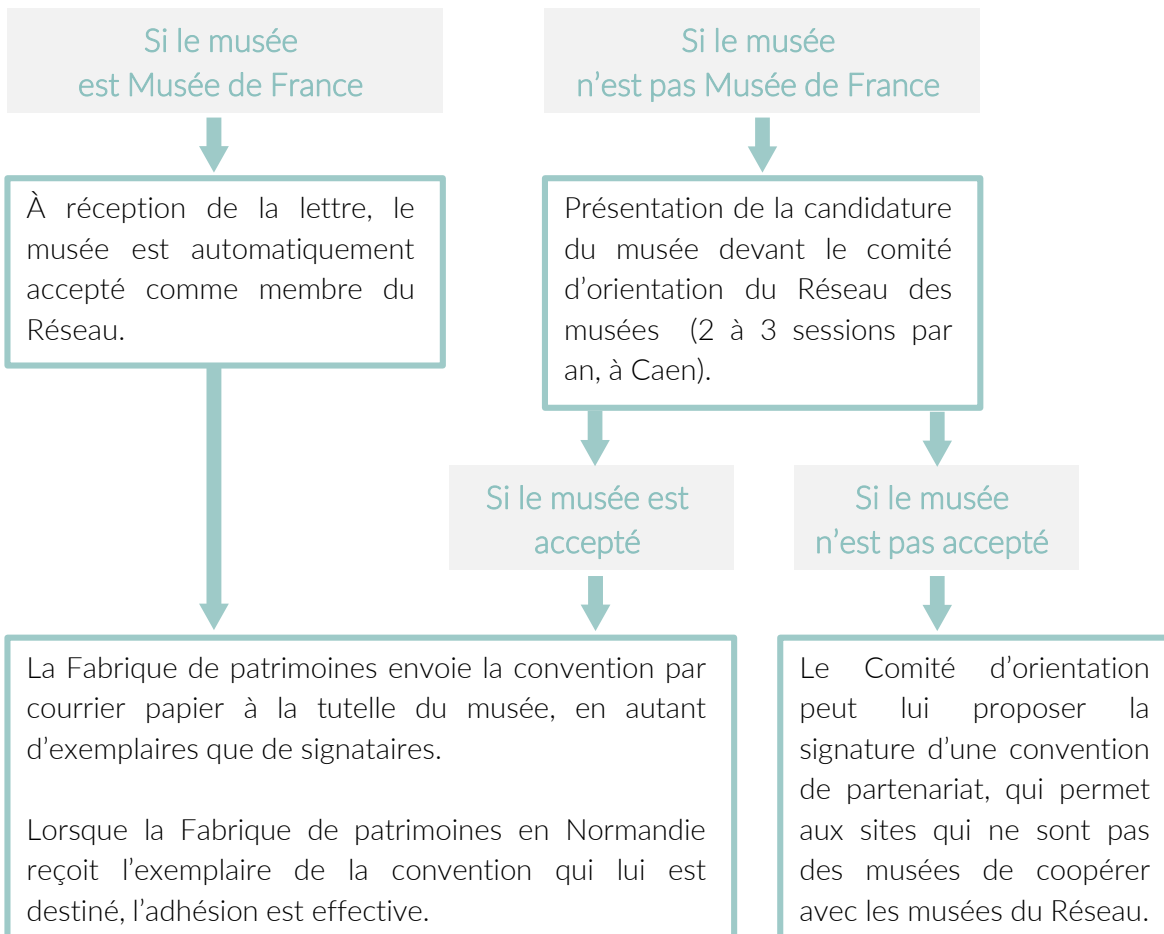 Si le musée
est Musée de France
Si le musée
n’est pas Musée de France
À réception de la lettre, le
musée est automatiquement
accepté comme membre du
Réseau.
Présentation de la candidature
du musée devant le comité
d’orientation du Réseau des
musées (2 à 3 sessions par
an, à Caen).
Si le musée est
accepté
Si le musée
n’est pas accepté
La Fabrique de patrimoines envoie la convention par
courrier papier à la tutelle du musée, en autant
d’exemplaires que de signataires.
Lorsque la Fabrique de patrimoines en Normandie
reçoit l’exemplaire de la convention qui lui est
destiné, l’adhésion est effective.
Le Comité d’orientation
peut lui proposer la
signature d’une convention
de partenariat, qui permet
aux sites qui ne sont pas
des musées de coopérer
avec les musées du Réseau.